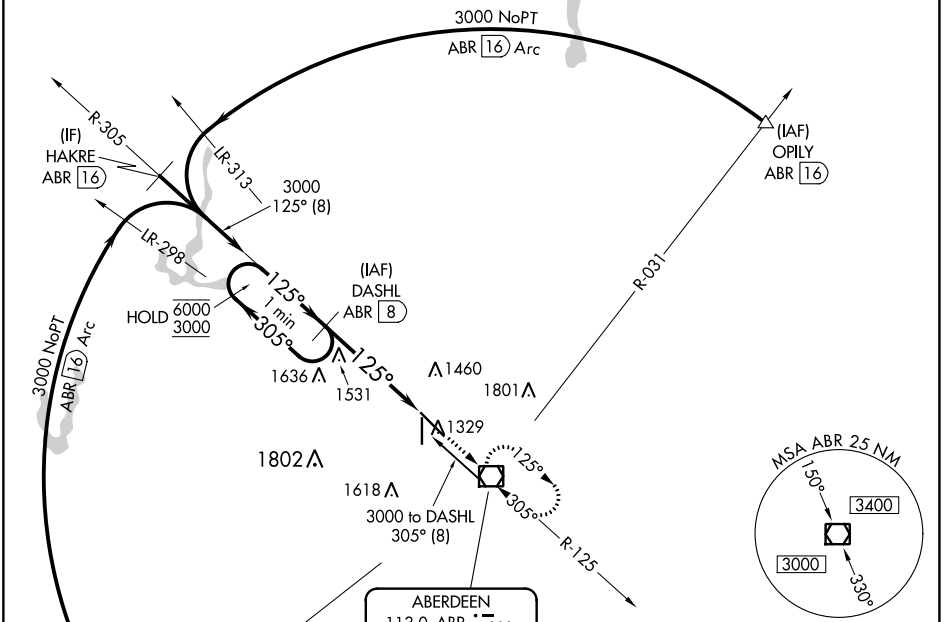 3000 NoPT
ABR 16 Arc
R-305
(IF)
HAKRE
ABR 16
LR-313
3000
125° (8)
(IAF)
OPILY
ABR 16
LR-298
R-031
HOLD 6000
3000
125°
1 min
305°
(IAF)
DASHL
ABR 8
3000 NoPT
ABR 16 Arc
125°
1636
1531
1460
1801
1329
1802
1618
125°
305°
3000 to DASHL
305° (8)
R-125
MSA ABR 25 NM
150°
3400
3000
330°
ABERDEEN
113.0 ABR